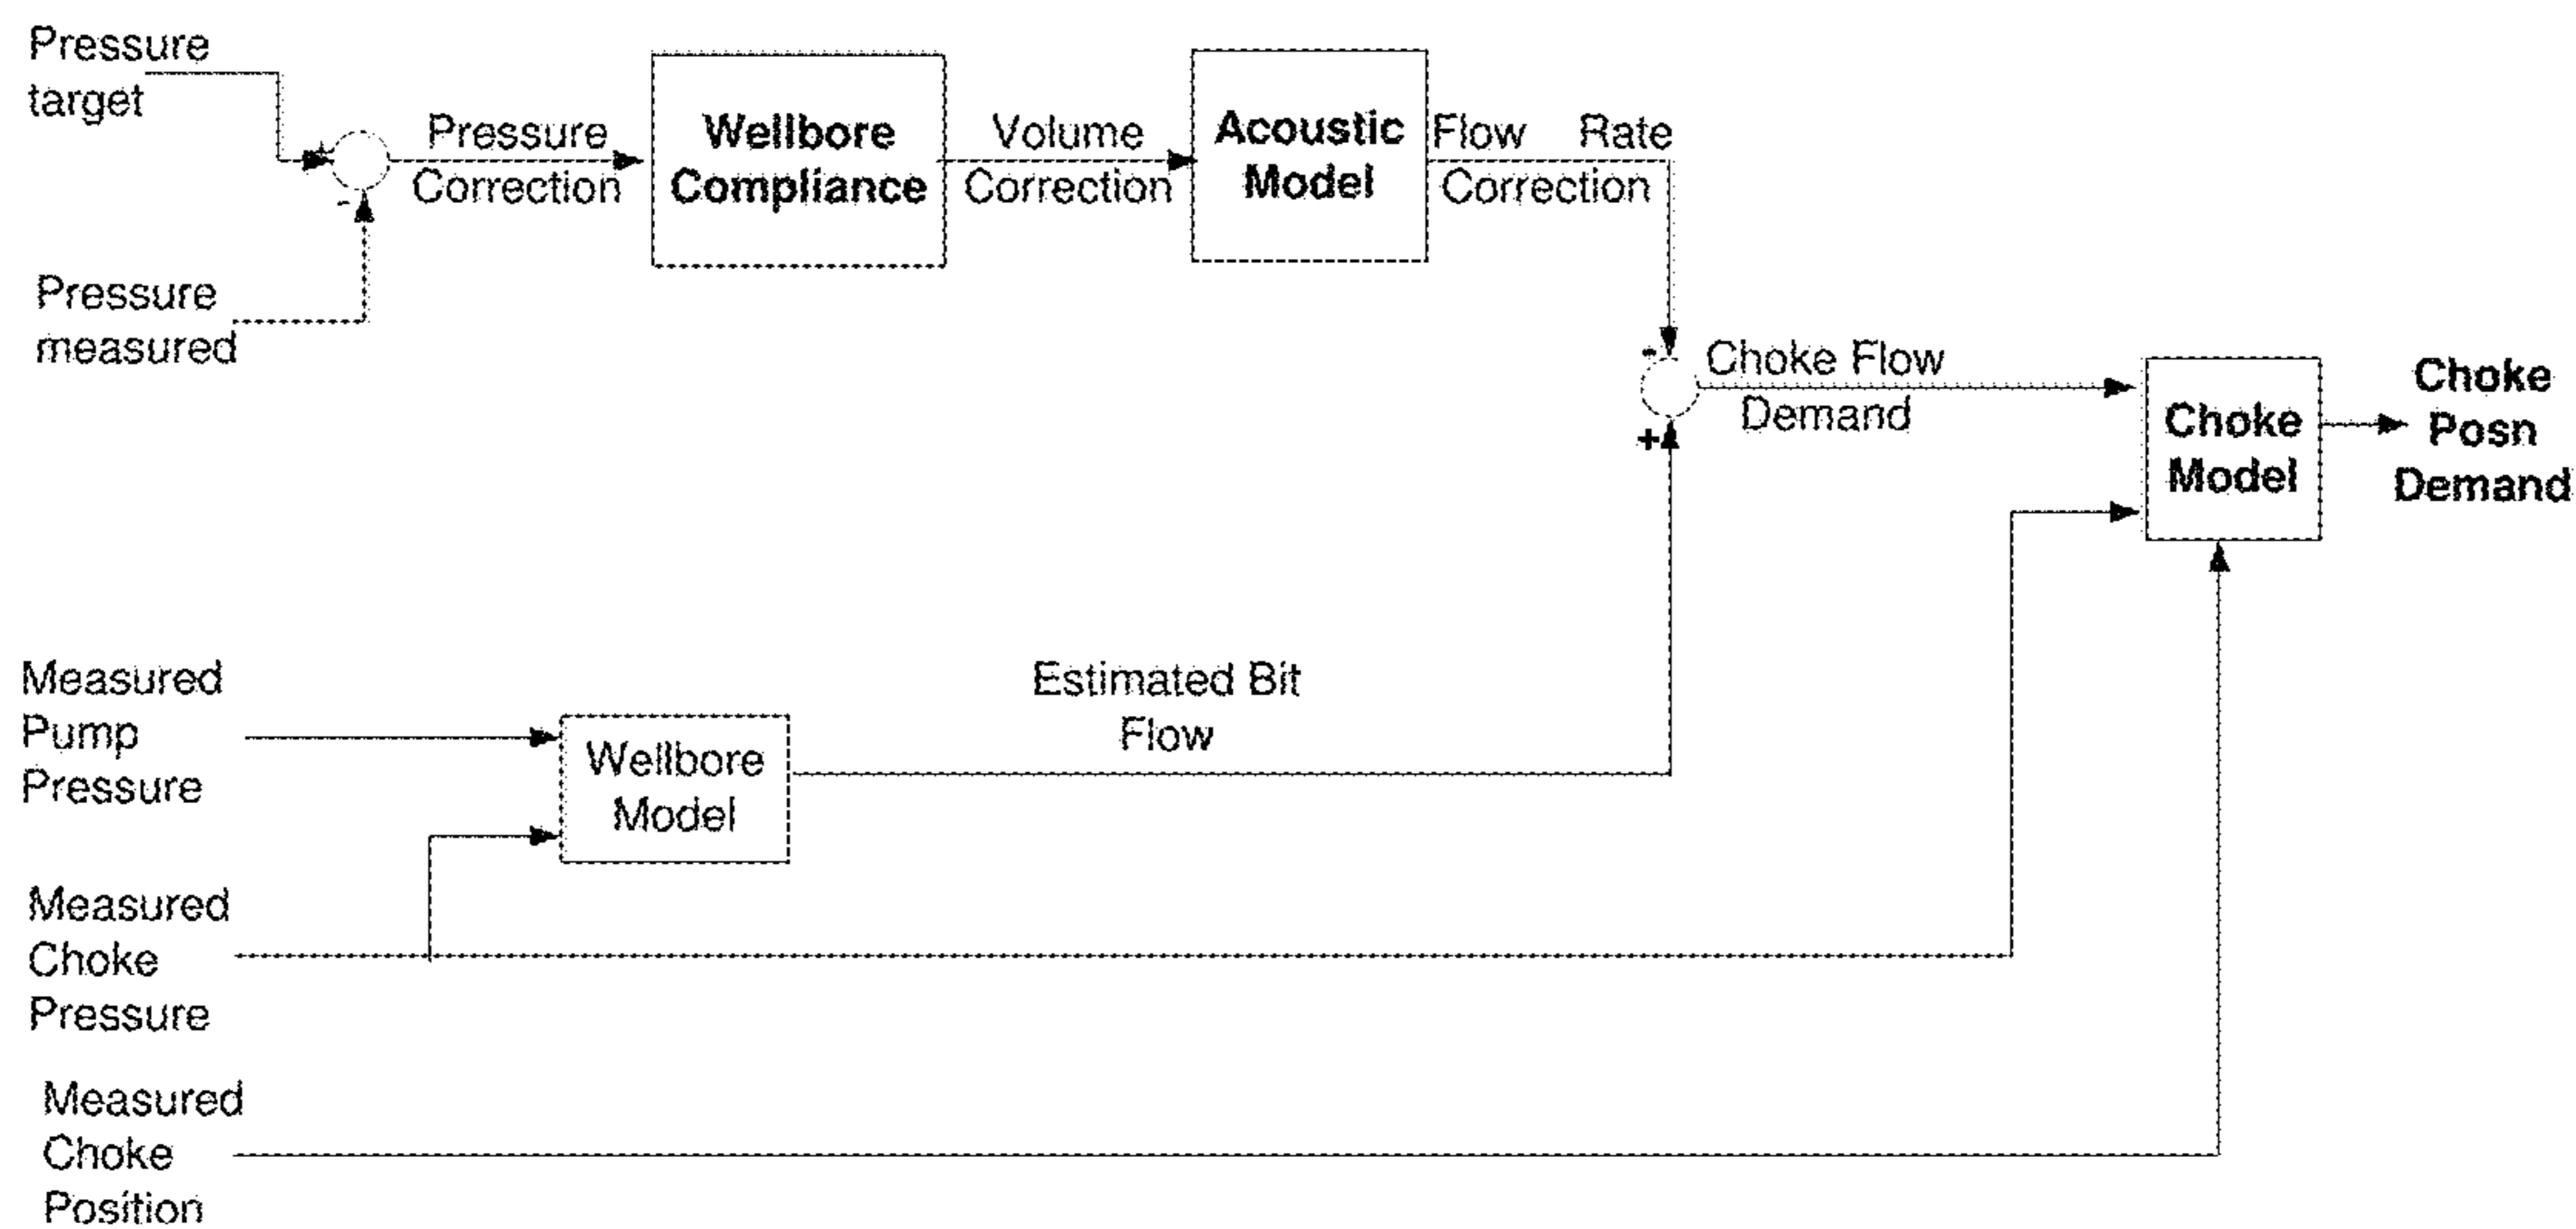 Pressure
target
+
-
Pressure
Correction
Wellbore
Compliance
Volume
Correction
Acoustic
Model
Flow Rate
Correction
Pressure
measured
-
+
Choke Flow
Demand
Choke
Model
Choke
Posn
Demand
Measured
Pump
Pressure
Wellbore
Model
Estimated Bit
Flow
Measured
Choke
Pressure
Measured
Choke
Position